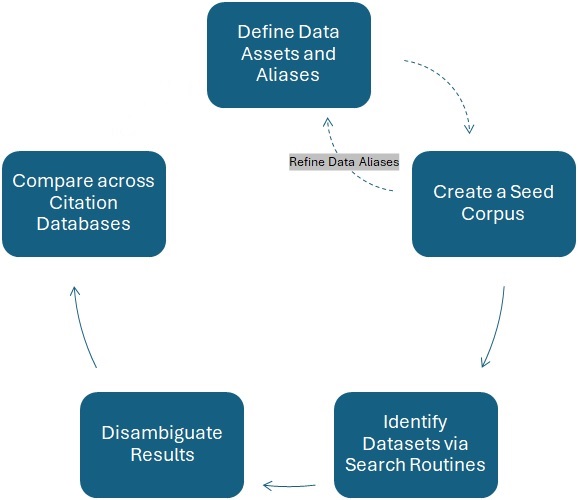 Define Data
Assets and
Aliases
Refine Data Aliases
Create a Seed
Corpus
Compare across
Citation
Databases
Identify
Datasets via
Search Routines
Disambiguate
Results